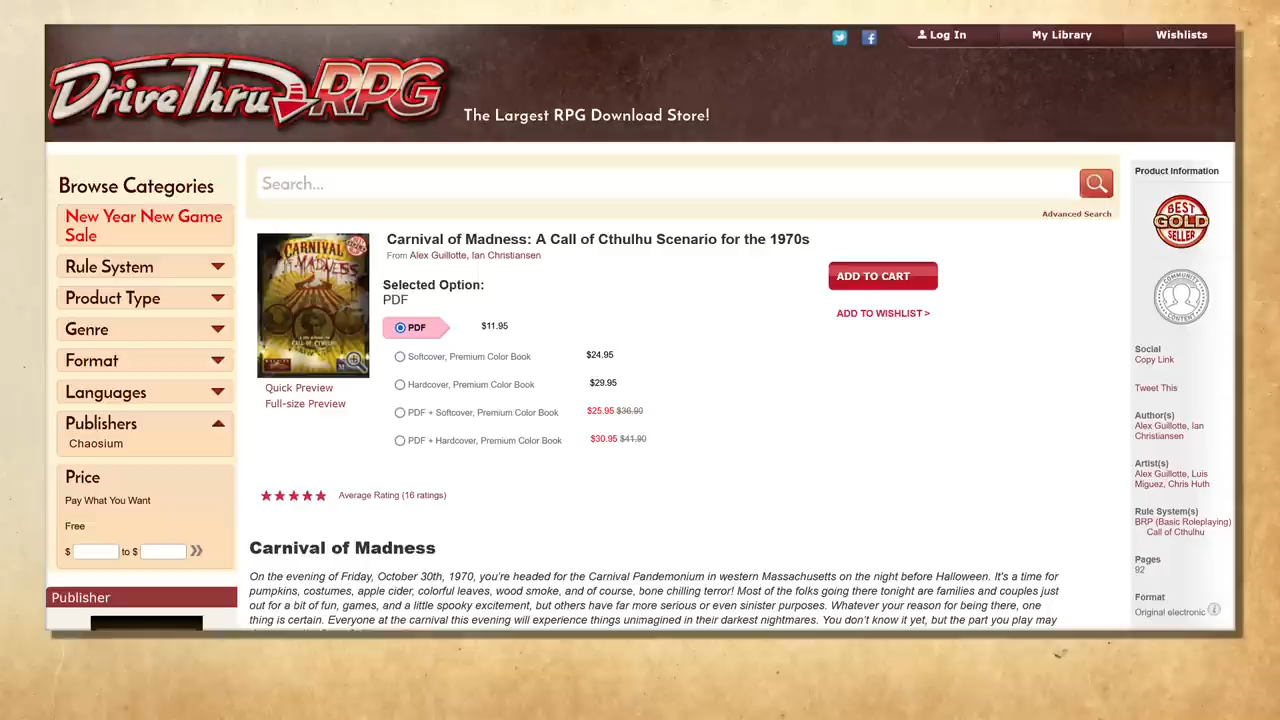 Log In
My Library
Wishlists
DriveThruRPG
The Largest RPG Download Store!
Browse Categories
New Year New Game
Sale
Rule System
Product Type
Genre
Format
Languages
Publishers
Chaosium
Price
Pay What You Want
Free
$ to $ »
Publisher
Search...
Advanced Search
CARNIVAL
OF
MADNESS
CALL OF CTHULHU
Quick Preview
Full-size Preview
Carnival of Madness: A Call of Cthulhu Scenario for the 1970s
From Alex Guillotte, Ian Christiansen
Selected Option:
PDF
PDF $11.95
Softcover, Premium Color Book $24.95
Hardcover, Premium Color Book $29.95
PDF + Softcover, Premium Color Book $25.95 $36.90
PDF + Hardcover, Premium Color Book $30.95 $41.90
ADD TO CART
ADD TO WISHLIST >
Average Rating (16 ratings)
Carnival of Madness
On the evening of Friday, October 30th, 1970, you're headed for the Carnival Pandemonium in western Massachusetts on the night before Halloween. It's a time for
pumpkins, costumes, apple cider, colorful leaves, wood smoke, and of course, bone chilling terror! Most of the folks going there tonight are families and couples just
out for a bit of fun, games, and a little spooky excitement, but others have far more serious or even sinister purposes. Whatever your reason for being there, one
thing is certain. Everyone at the carnival this evening will experience things unimagined in their darkest nightmares. You don't know it yet, but the part you play may
Product Information
BEST
GOLD
SELLER
COMMUNITY
CONTENT
Social
Copy Link
Tweet This
Author(s)
Alex Guillotte, Ian
Christiansen
Artist(s)
Alex Guillotte, Luis
Miguez, Chris Huth
Rule System(s)
BRP (Basic Roleplaying)
Call of Cthulhu
Pages
92
Format
Original electronic